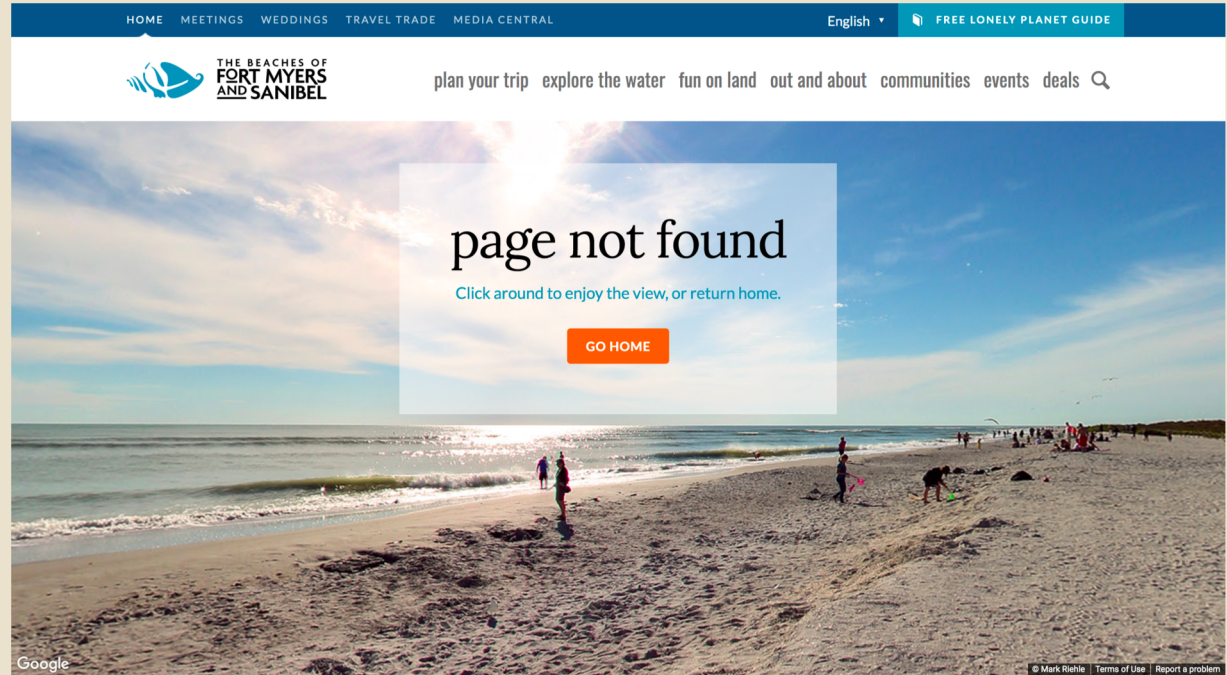 HOME MEETINGS WEDDINGS TRAVEL TRADE MEDIA CENTRAL English FREE LONELY PLANET GUIDE
THE BEACHES OF
FORT MYERS
AND SANIBEL
plan your trip explore the water fun on land out and about communities events deals
page not found
Click around to enjoy the view, or return home.
GO HOME
Google
© Mark Riehle Terms of Use Report a problem